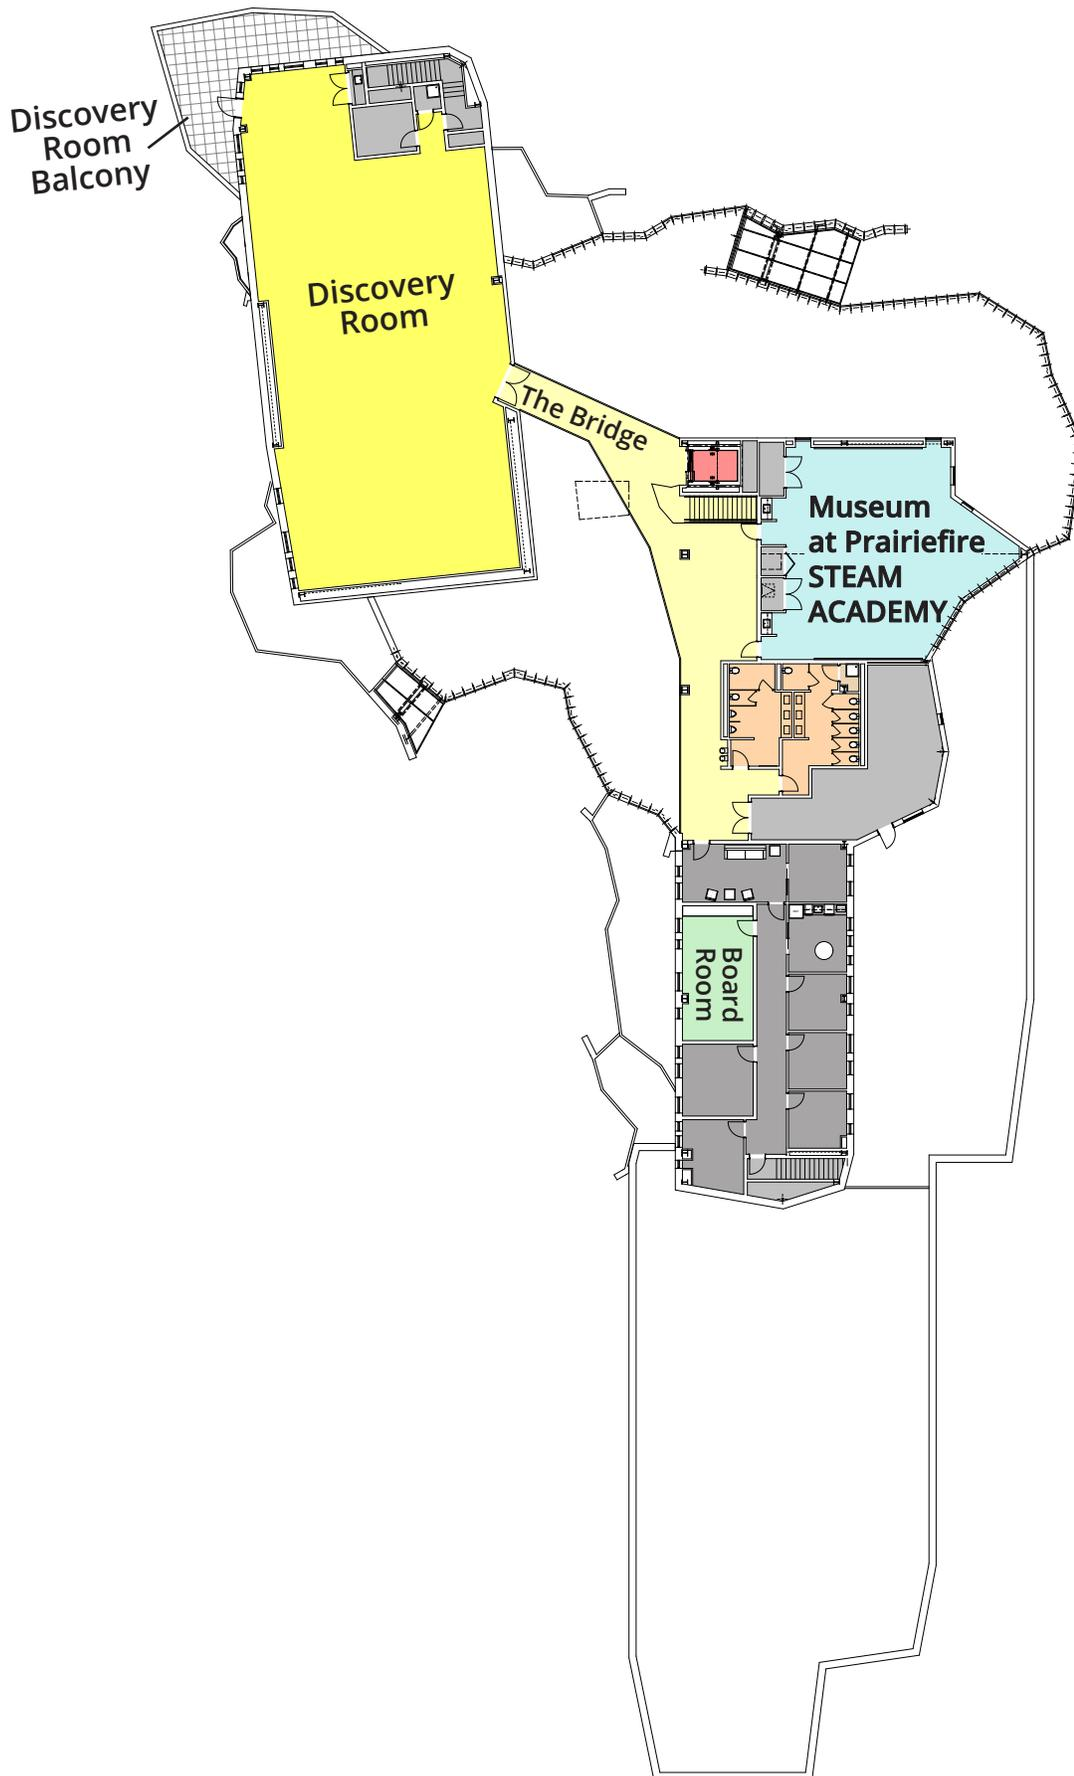 Discovery
Room
Balcony
Discovery
Room
The Bridge
Museum
at Prairiefire
STEAM
ACADEMY
Board
Room